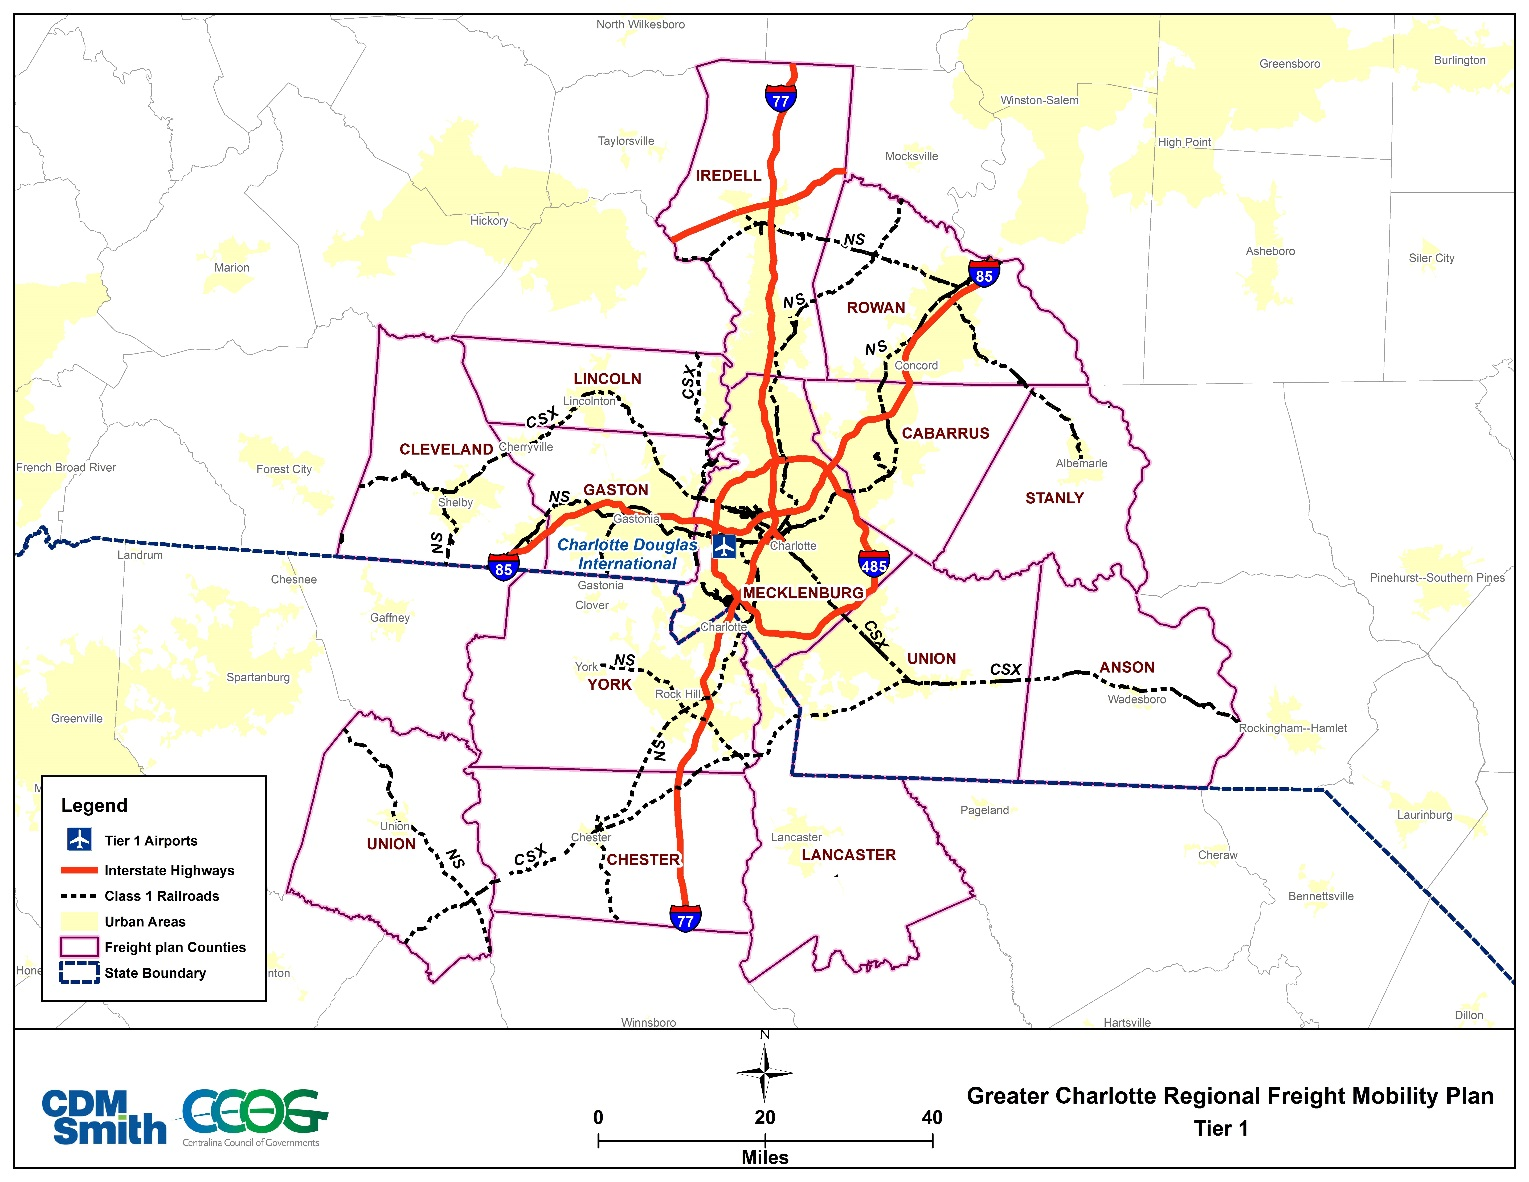 North Wilkesboro
Greensboro
Burlington
Winston-Salem
77
Taylorsville
High Point
Mocksville
IREDELL
Hickory
NS
Asheboro
Siler City
Marion
85
NS
ROWAN
NS
Concord
LINCOLN
CSX
Lincolnton
CSX
CABARRUS
CLEVELAND
Cherryville
Albemarle
French Broad River
Forest City
GASTON
STANLY
NS
Shelby
Gastonia
NS
Charlotte Douglas
International
Charlotte
Landrum
85
485
Chesnee
Gastonia
Pinehurst--Southern Pines
MECKLENBURG
Clover
Gaffney
Charlotte
CSX
UNION
NS
York
CSX
ANSON
Spartanburg
YORK
Rock Hill
Wadesboro
Greenville
Rockingham--Hamlet
NS
M
Pageland
Laurinburg
Union
UNION
Chester
Lancaster
NS
CSX
CHESTER
LANCASTER
Cheraw
Bennettsville
77
Hone
nton
Winnsboro
Hartsville
Dillon
Legend
Tier 1 Airports
Interstate Highways
Class 1 Railroads
Urban Areas
Freight plan Counties
State Boundary
N
CDM
Smith
CCOG
Centralina Council of Governments
0 20 40
Miles
Greater Charlotte Regional Freight Mobility Plan
Tier 1